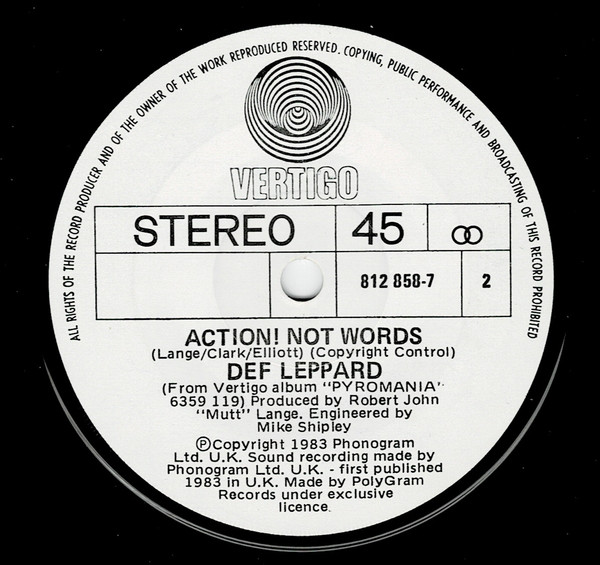 ALL RIGHTS OF THE RECORD PRODUCER AND OF THE OWNER OF THE WORK REPRODUCED RESERVED. COPYING, PUBLIC PERFORMANCE AND BROADCASTING OF THIS RECORD PROHIBITED
VERTIGO
STEREO 45
812 858-7 2
ACTION! NOT WORDS
(Lange/Clark/Elliott) (Copyright Control)
DEF LEPPARD
(From Vertigo album "PYROMANIA"
6359 119) Produced by Robert John
"Mutt" Lange. Engineered by
Mike Shipley
ⓅCopyright 1983 Phonogram
Ltd. U.K. Sound recording made by
Phonogram Ltd. U.K. - first published
1983 in U.K. Made by PolyGram
Records under exclusive
licence.